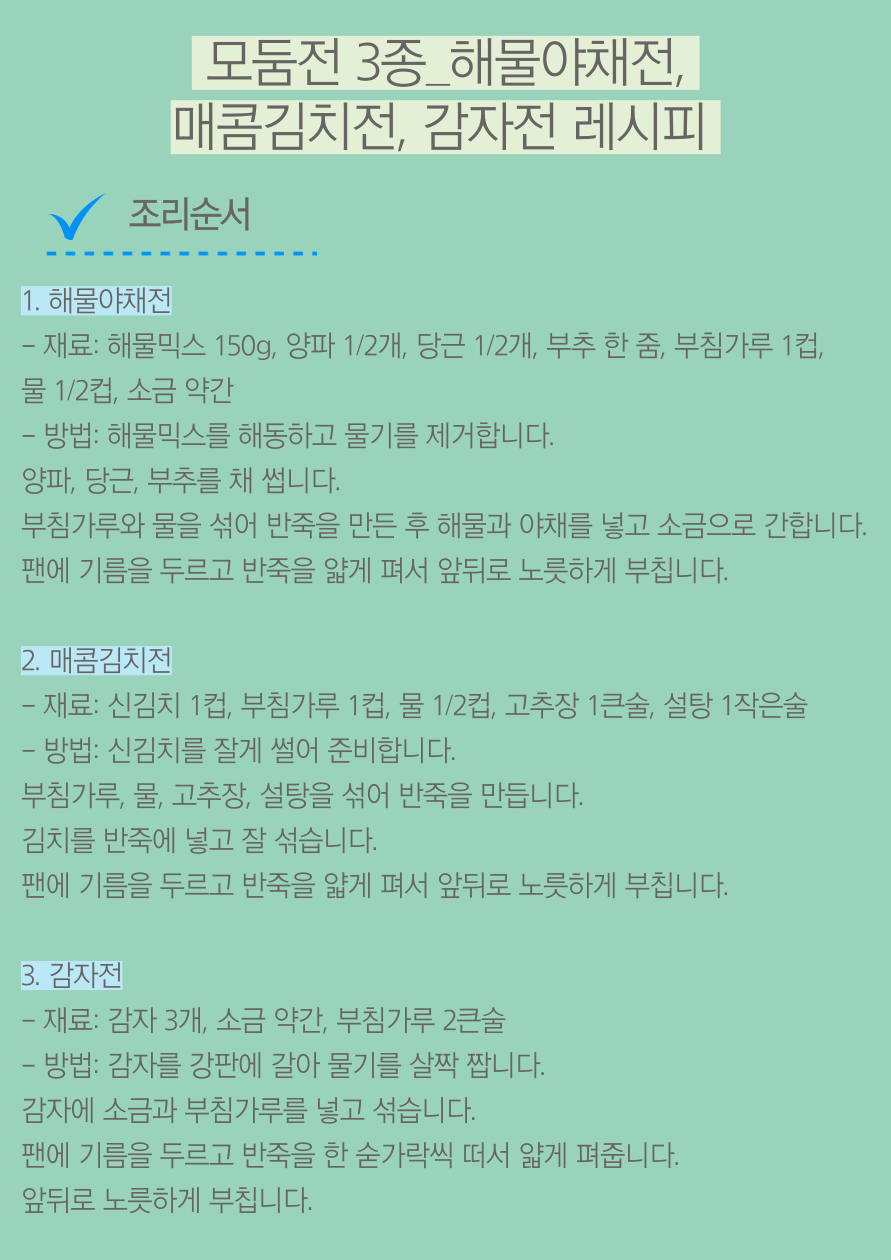 모둠전 3종_해물야채전,
매콤김치전, 감자전 레시피
조리순서
1. 해물야채전
- 재료: 해물믹스 150g, 양파 1/2개, 당근 1/2개, 부추 한 줌, 부침가루 1컵,
물 1/2컵, 소금 약간
- 방법: 해물믹스를 해동하고 물기를 제거합니다.
양파, 당근, 부추를 채 썹니다.
부침가루와 물을 섞어 반죽을 만든 후 해물과 야채를 넣고 소금으로 간합니다.
팬에 기름을 두르고 반죽을 얇게 펴서 앞뒤로 노릇하게 부칩니다.
2. 매콤김치전
- 재료: 신김치 1컵, 부침가루 1컵, 물 1/2컵, 고추장 1큰술, 설탕 1작은술
- 방법: 신김치를 잘게 썰어 준비합니다.
부침가루, 물, 고추장, 설탕을 섞어 반죽을 만듭니다.
김치를 반죽에 넣고 잘 섞습니다.
팬에 기름을 두르고 반죽을 얇게 펴서 앞뒤로 노릇하게 부칩니다.
3. 감자전
- 재료: 감자 3개, 소금 약간, 부침가루 2큰술
- 방법: 감자를 강판에 갈아 물기를 살짝 짭니다.
감자에 소금과 부침가루를 넣고 섞습니다.
팬에 기름을 두르고 반죽을 한 숟가락씩 떠서 얇게 펴줍니다.
앞뒤로 노릇하게 부칩니다.